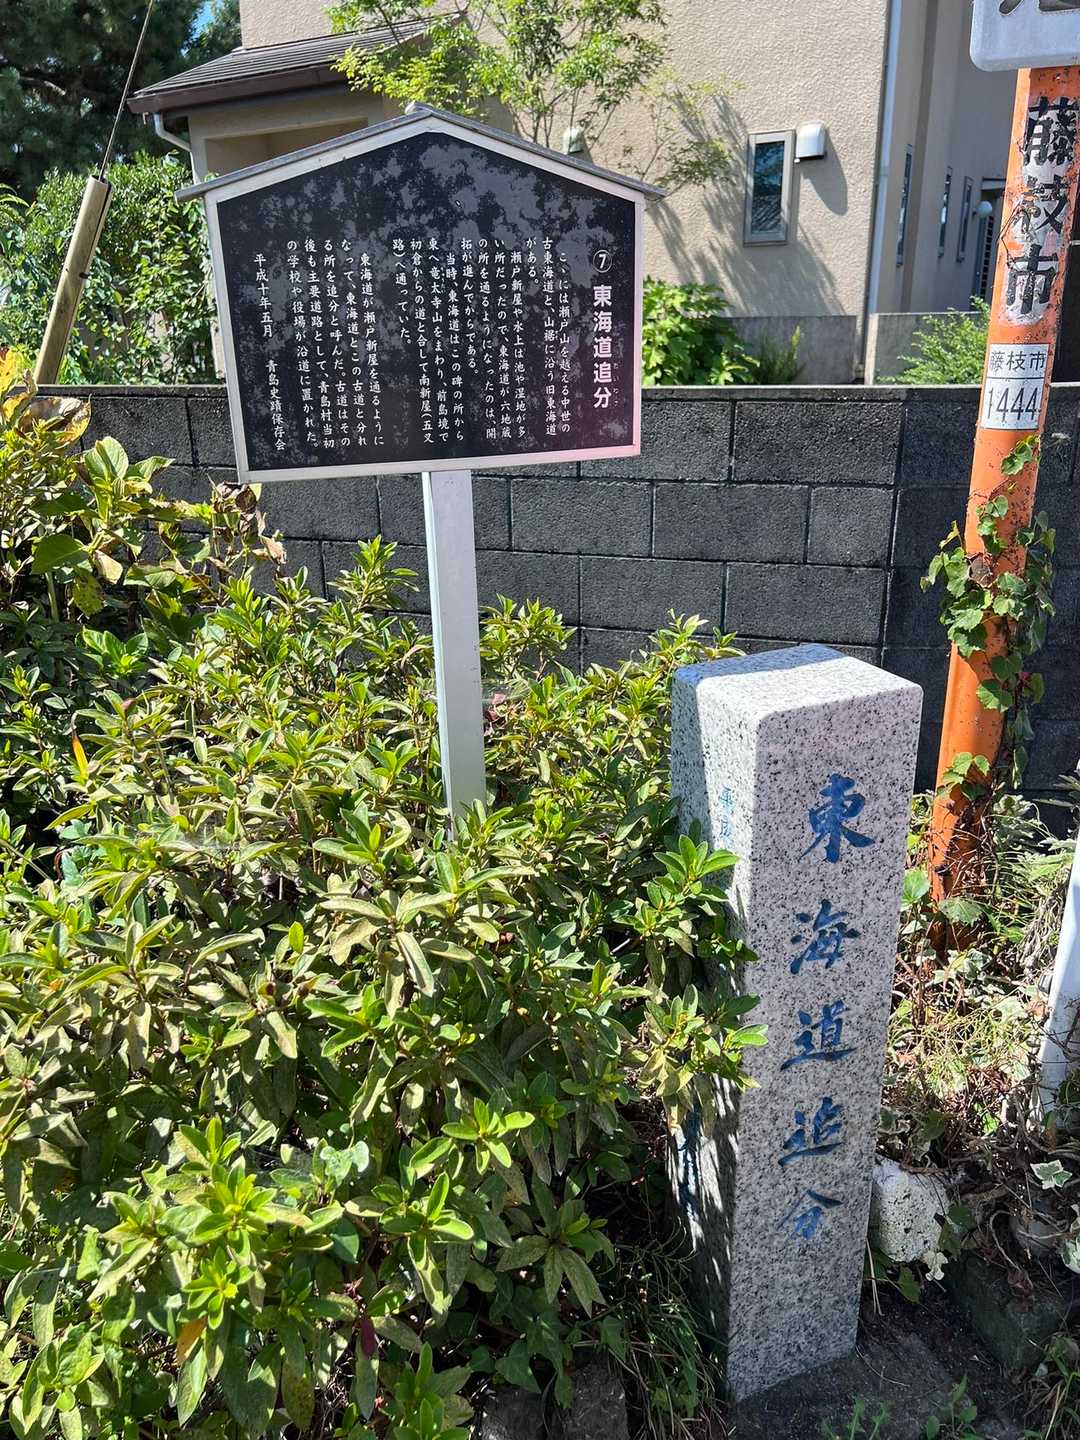 ⑦ 東海道追分
おいわけ
こゝには瀬戸山を越える中世の
古東海道と、山裾に沿う旧東海道
がある。
瀬戸新屋や水上は池や湿地が多
い所だったので、東海道が六地蔵
の所を通るようになったのは、開
拓が進んでからである。
当時、東海道はこの碑の所から
東へ竜太寺山をまわり、前島境で
初倉からの道と合して南新屋(五叉
路)へ通っていた。
東海道が瀬戸新屋を通るように
なって、東海道とこの古道と分れ
る所を追分と呼んだ。古道はその
後も主要道路として、青島村当初
の学校や役場が沿道に置かれた。
平成十年五月　青島史蹟保存会
東海道追分
平成
藤枝市
藤枝市
1444